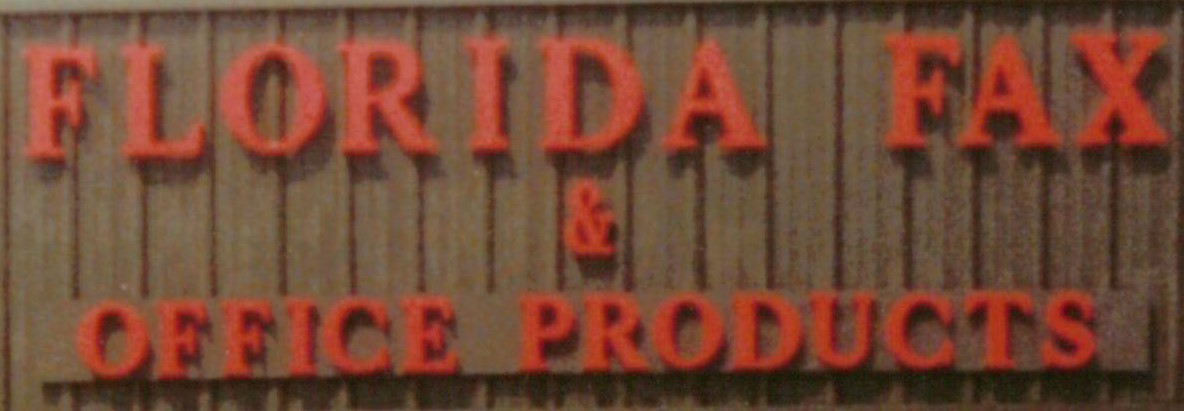 FLORIDA FAX
&
OFFICE PRODUCTS